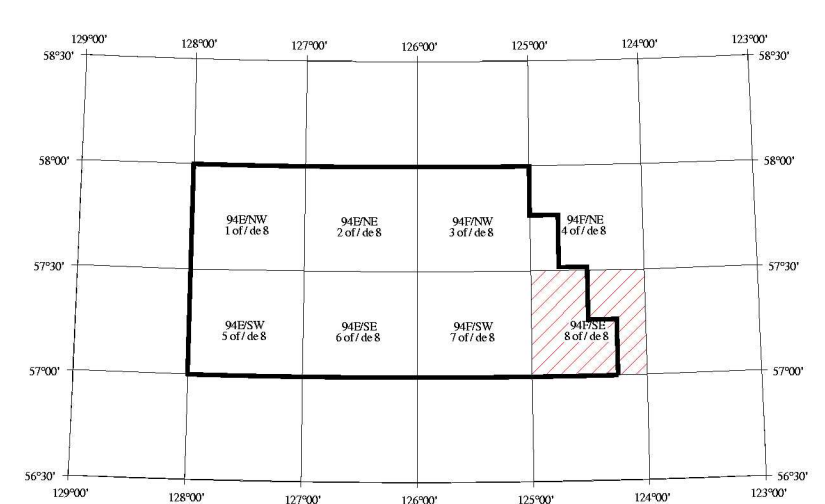 129°00' 128°00' 127°00' 126°00' 125°00' 124°00' 123°00'
58°30' 58°30'
58°00' 58°00'
94E/NW 94E/NE 94F/NW 94F/NE
1 of / de 8 2 of / de 8 3 of / de 8 4 of / de 8
57°30' 57°30'
94E/SW 94E/SE 94F/SW 94F/SE
5 of / de 8 6 of / de 8 7 of / de 8 8 of / de 8
57°00' 57°00'
56°30' 56°30'
129°00' 128°00' 127°00' 126°00' 125°00' 124°00' 123°00'